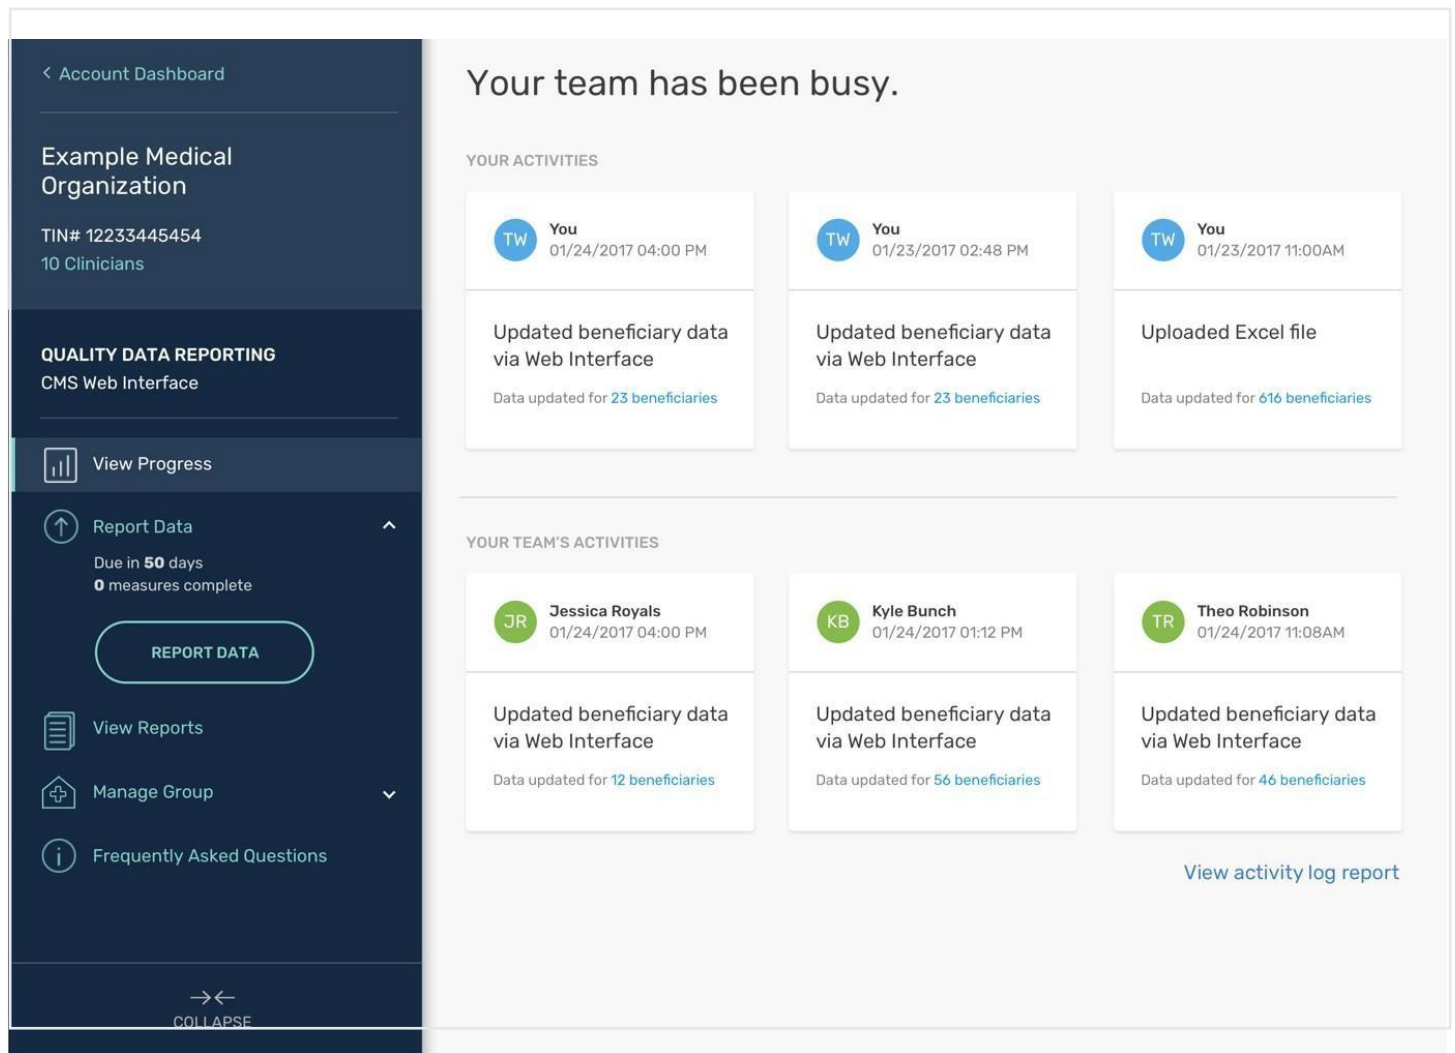 < Account Dashboard
Example Medical
Organization
TIN# 12233445454
10 Clinicians
QUALITY DATA REPORTING
CMS Web Interface
View Progress
Report Data
Due in 50 days
0 measures complete
REPORT DATA
View Reports
Manage Group
Frequently Asked Questions
COLLAPSE
Your team has been busy.
YOUR ACTIVITIES
TW
You
01/24/2017 04:00 PM
Updated beneficiary data
via Web Interface
Data updated for 23 beneficiaries
TW
You
01/23/2017 02:48 PM
Updated beneficiary data
via Web Interface
Data updated for 23 beneficiaries
TW
You
01/23/2017 11:00AM
Uploaded Excel file
Data updated for 616 beneficiaries
YOUR TEAM'S ACTIVITIES
JR
Jessica Royals
01/24/2017 04:00 PM
Updated beneficiary data
via Web Interface
Data updated for 12 beneficiaries
KB
Kyle Bunch
01/24/2017 01:12 PM
Updated beneficiary data
via Web Interface
Data updated for 56 beneficiaries
TR
Theo Robinson
01/24/2017 11:08AM
Updated beneficiary data
via Web Interface
Data updated for 46 beneficiaries
View activity log report